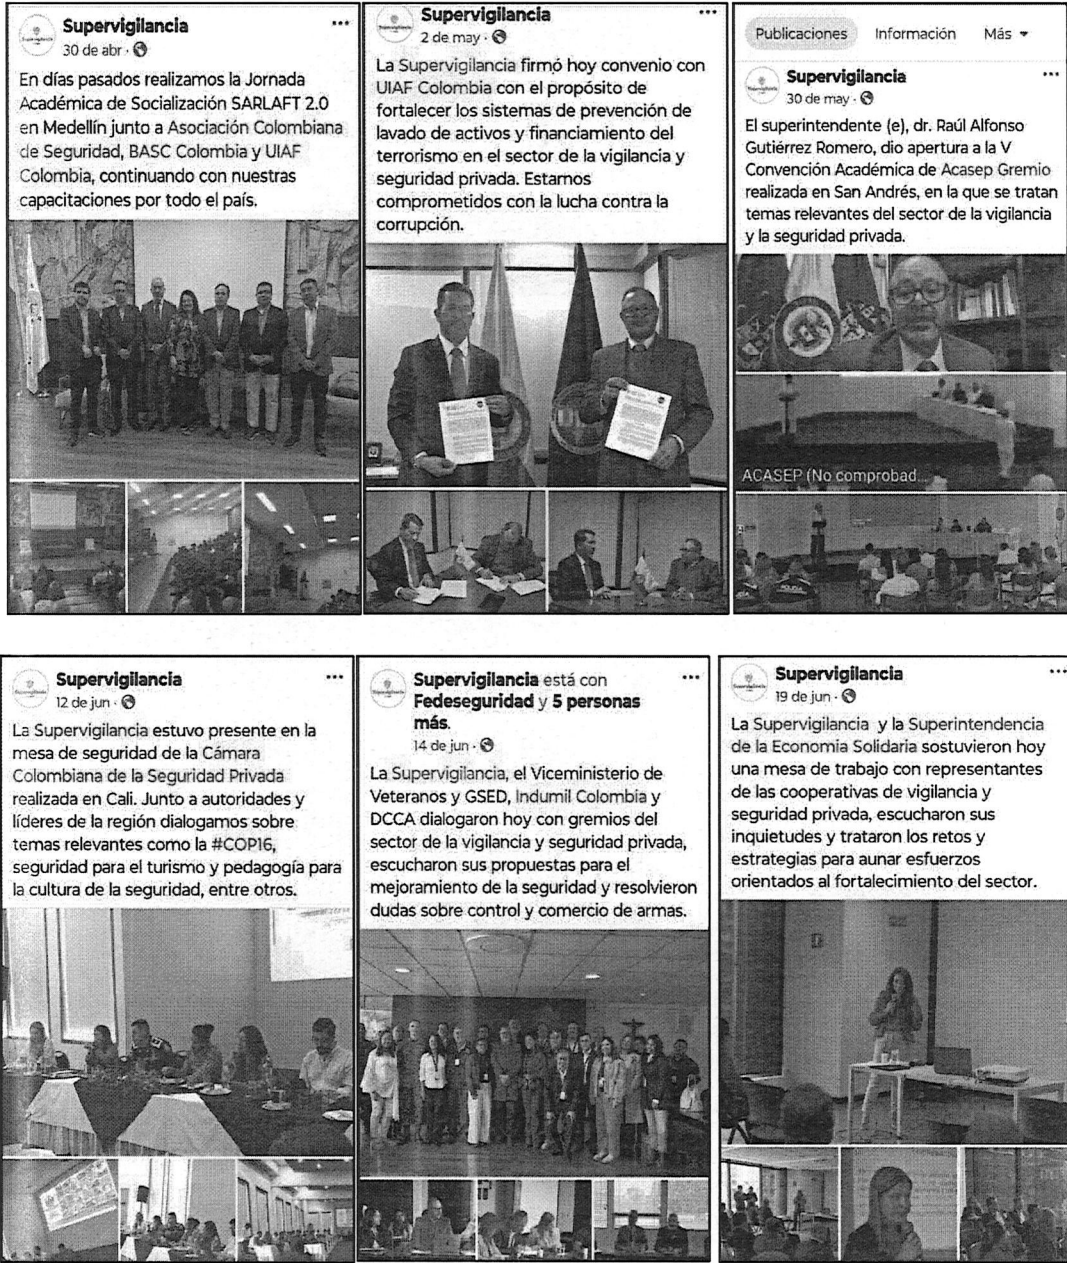 Supervigilancia
30 de abr ·
En días pasados realizamos la Jornada
Académica de Socialización SARLAFT 2.0
en Medellín junto a Asociación Colombiana
de Seguridad, BASC Colombia y UIAF
Colombia, continuando con nuestras
capacitaciones por todo el país.
Supervigilancia
2 de may ·
La Supervigilancia firmó hoy convenio con
UIAF Colombia con el propósito de
fortalecer los sistemas de prevención de
lavado de activos y financiamiento del
terrorismo en el sector de la vigilancia y
seguridad privada. Estamos
comprometidos con la lucha contra la
corrupción.
Publicaciones Información Más
Supervigilancia
30 de may ·
El superintendente (e), dr. Raúl Alfonso
Gutiérrez Romero, dio apertura a la V
Convención Académica de Acasep Gremio
realizada en San Andrés, en la que se tratan
temas relevantes del sector de la vigilancia
y la seguridad privada.
ACASEP (No comprobad...
Supervigilancia
12 de jun ·
La Supervigilancia estuvo presente en la
mesa de seguridad de la Cámara
Colombiana de la Seguridad Privada
realizada en Cali. Junto a autoridades y
líderes de la región dialogamos sobre
temas relevantes como la #COP16,
seguridad para el turismo y pedagogía para
la cultura de la seguridad, entre otros.
Supervigilancia está con
Fedeseguridad y 5 personas
más.
14 de jun ·
La Supervigilancia, el Viceministerio de
Veteranos y GSED, Indumil Colombia y
DCCA dialogaron hoy con gremios del
sector de la vigilancia y seguridad privada,
escucharon sus propuestas para el
mejoramiento de la seguridad y resolvieron
dudas sobre control y comercio de armas.
Supervigilancia
19 de jun ·
La Supervigilancia y la Superintendencia
de la Economia Solidaria sostuvieron hoy
una mesa de trabajo con representantes
de las cooperativas de vigilancia y
seguridad privada, escucharon sus
inquietudes y trataron los retos y
estrategias para aunar esfuerzos
orientados al fortalecimiento del sector.